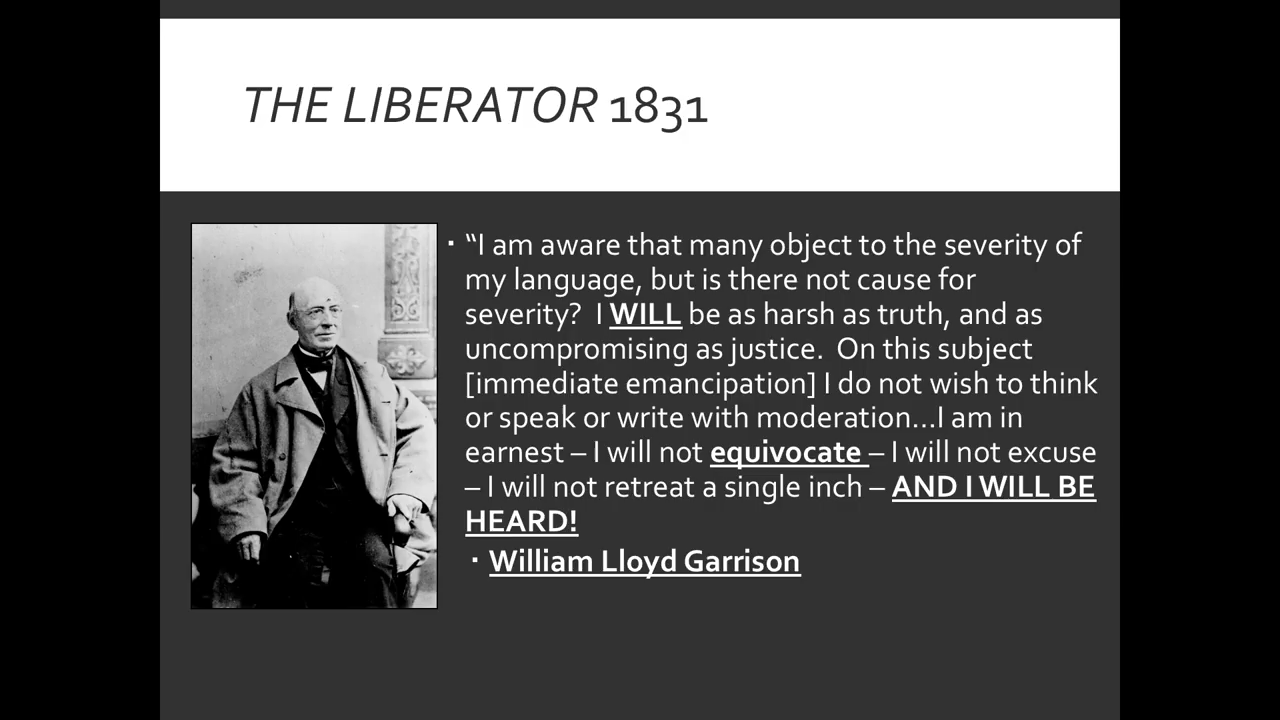 THE LIBERATOR 1831
▪ “I am aware that many object to the severity of
my language, but is there not cause for
severity?  I WILL be as harsh as truth, and as
uncompromising as justice.  On this subject
[immediate emancipation] I do not wish to think
or speak or write with moderation…I am in
earnest – I will not equivocate – I will not excuse
– I will not retreat a single inch – AND I WILL BE
HEARD!
▪ William Lloyd Garrison